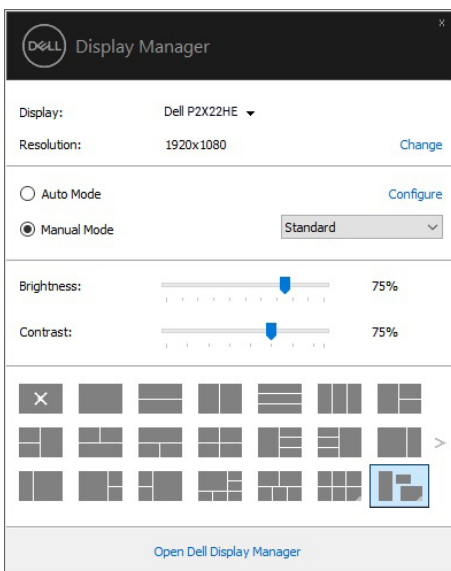 x
DELL Display Manager
Display: Dell P2X22HE
Resolution: 1920x1080 Change
Auto Mode Configure
Manual Mode Standard
Brightness: 75%
Contrast: 75%
Open Dell Display Manager